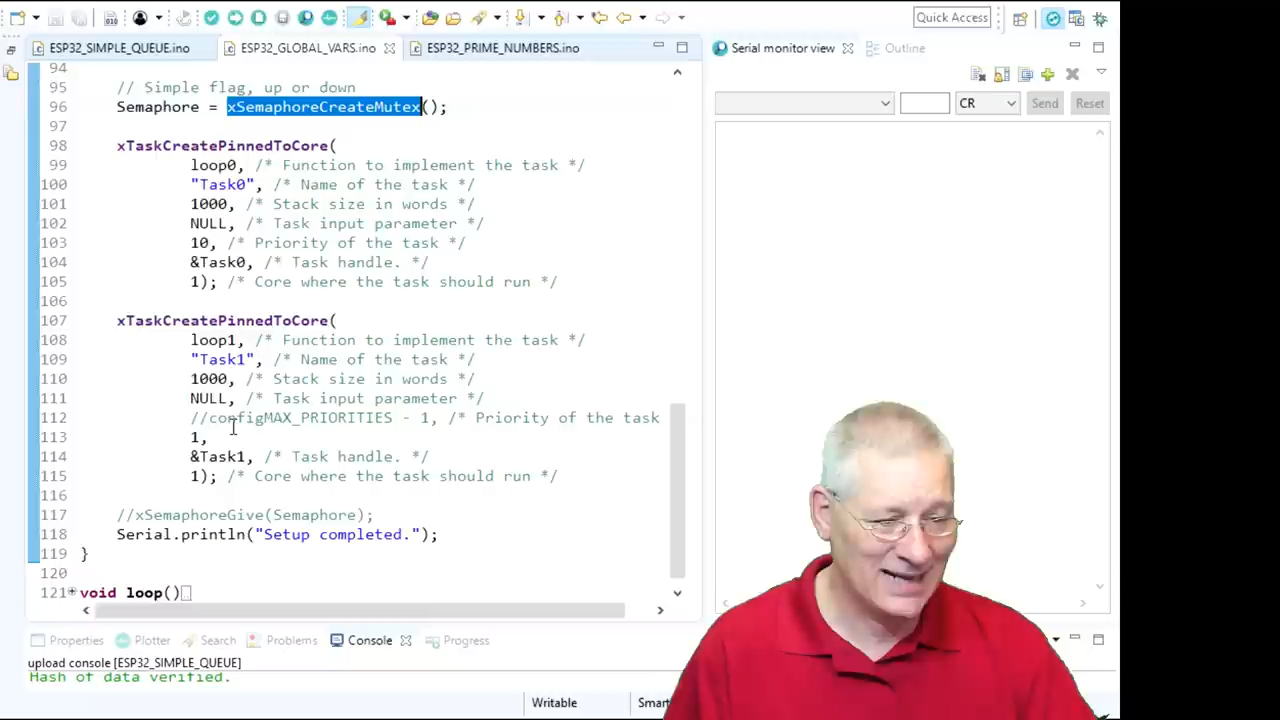 Quick Access
ESP32_SIMPLE_QUEUE.ino
ESP32_GLOBAL_VARS.ino
ESP32_PRIME_NUMBERS.ino
Serial monitor view
Outline
94
95 // Simple flag, up or down
96 Semaphore = xSemaphoreCreateMutex();
97
98 xTaskCreatePinnedToCore(
99 loop0, /* Function to implement the task */
100 "Task0", /* Name of the task */
101 1000, /* Stack size in words */
102 NULL, /* Task input parameter */
103 10, /* Priority of the task */
104 &Task0, /* Task handle. */
105 1); /* Core where the task should run */
106
107 xTaskCreatePinnedToCore(
108 loop1, /* Function to implement the task */
109 "Task1", /* Name of the task */
110 1000, /* Stack size in words */
111 NULL, /* Task input parameter */
112 //configMAX_PRIORITIES - 1, /* Priority of the task
113 1,
114 &Task1, /* Task handle. */
115 1); /* Core where the task should run */
116
117 //xSemaphoreGive(Semaphore);
118 Serial.println("Setup completed.");
119 }
120
121 void loop()
CR
Send
Reset
Properties
Plotter
Search
Problems
Console
Progress
upload console [ESP32_SIMPLE_QUEUE]
Hash of data verified.
Writable
Smart